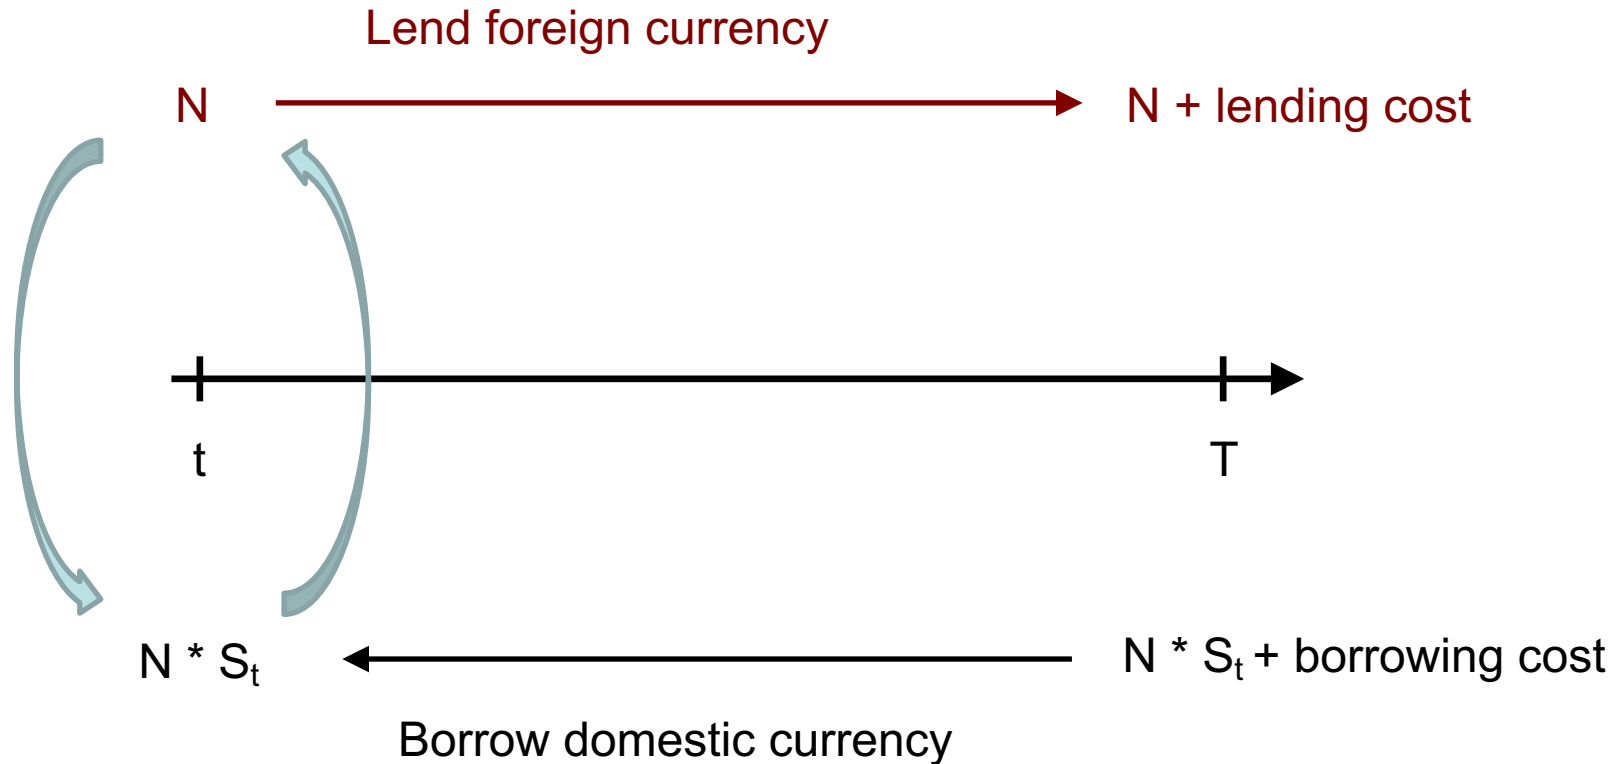 Lend foreign currency
N
N + lending cost
t
T
N * St
N * St + borrowing cost
Borrow domestic currency